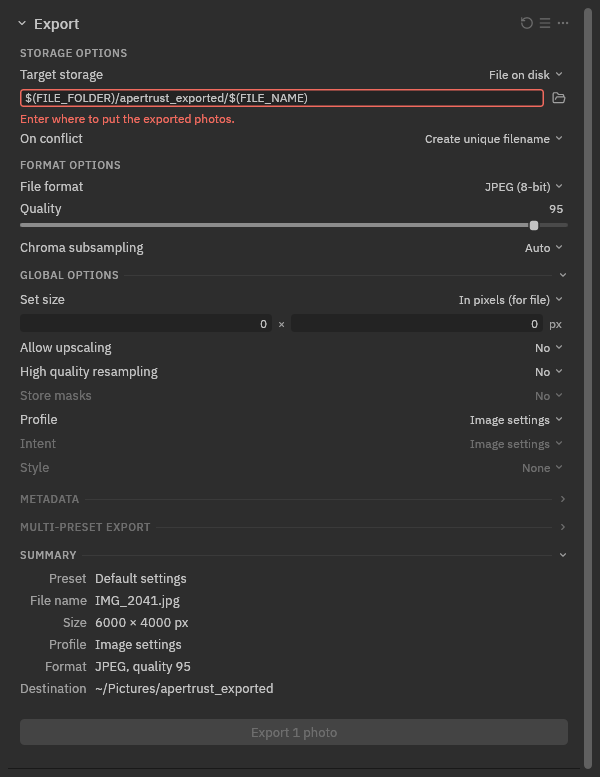 Export
STORAGE OPTIONS
Target storage File on disk
$(FILE_FOLDER)/apertrust_exported/$(FILE_NAME)
Enter where to put the exported photos.
On conflict Create unique filename
FORMAT OPTIONS
File format JPEG (8-bit)
Quality 95
Chroma subsampling Auto
GLOBAL OPTIONS
Set size In pixels (for file)
0 × 0 px
Allow upscaling No
High quality resampling No
Store masks No
Profile Image settings
Intent Image settings
Style None
METADATA
MULTI-PRESET EXPORT
SUMMARY
Preset Default settings
File name IMG_2041.jpg
Size 6000 × 4000 px
Profile Image settings
Format JPEG, quality 95
Destination ~/Pictures/apertrust_exported
Export 1 photo